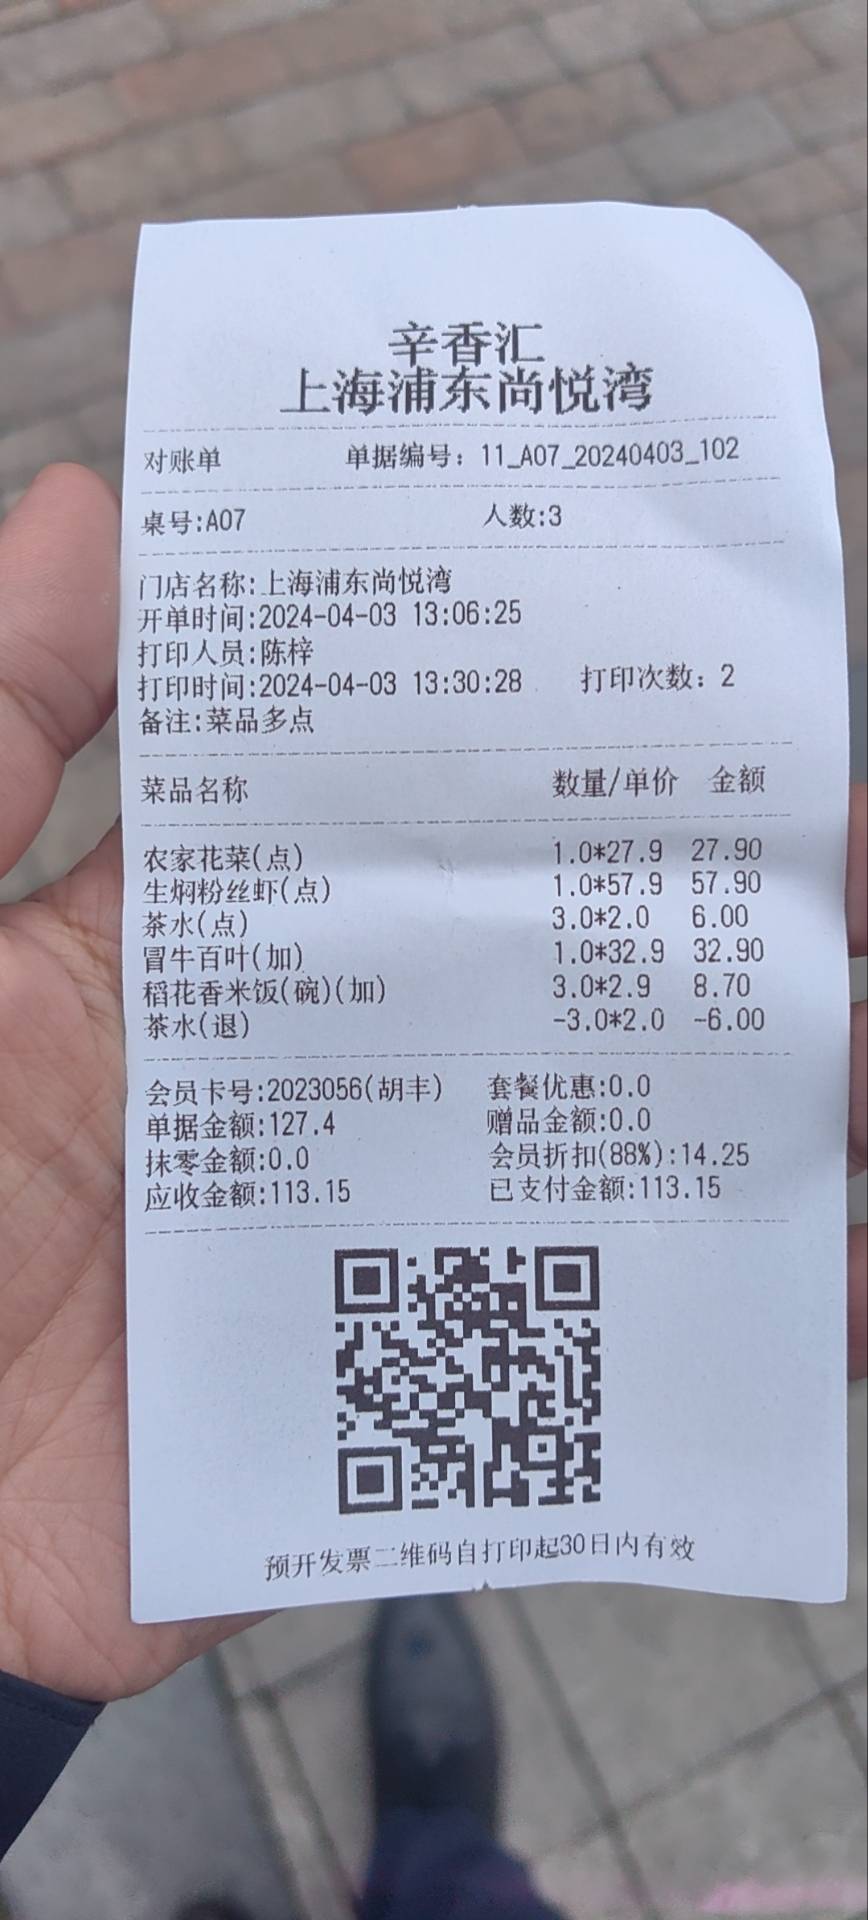 辛香汇
上海浦东尚悦湾
对账单 单据编号：11_A07_20240403_102
桌号:A07 人数:3
门店名称:上海浦东尚悦湾
开单时间:2024-04-03 13:06:25
打印人员:陈梓
打印时间:2024-04-03 13:30:28 打印次数：2
备注:菜品多点
菜品名称 数量/单价 金额
农家花菜(点) 1.0*27.9 27.90
生焖粉丝虾(点) 1.0*57.9 57.90
茶水(点) 3.0*2.0 6.00
冒牛百叶(加) 1.0*32.9 32.90
稻花香米饭(碗)(加) 3.0*2.9 8.70
茶水(退) -3.0*2.0 -6.00
会员卡号:2023056(胡丰) 套餐优惠:0.0
单据金额:127.4 赠品金额:0.0
抹零金额:0.0 会员折扣(88%):14.25
应收金额:113.15 已支付金额:113.15
预开发票二维码自打印起30日内有效